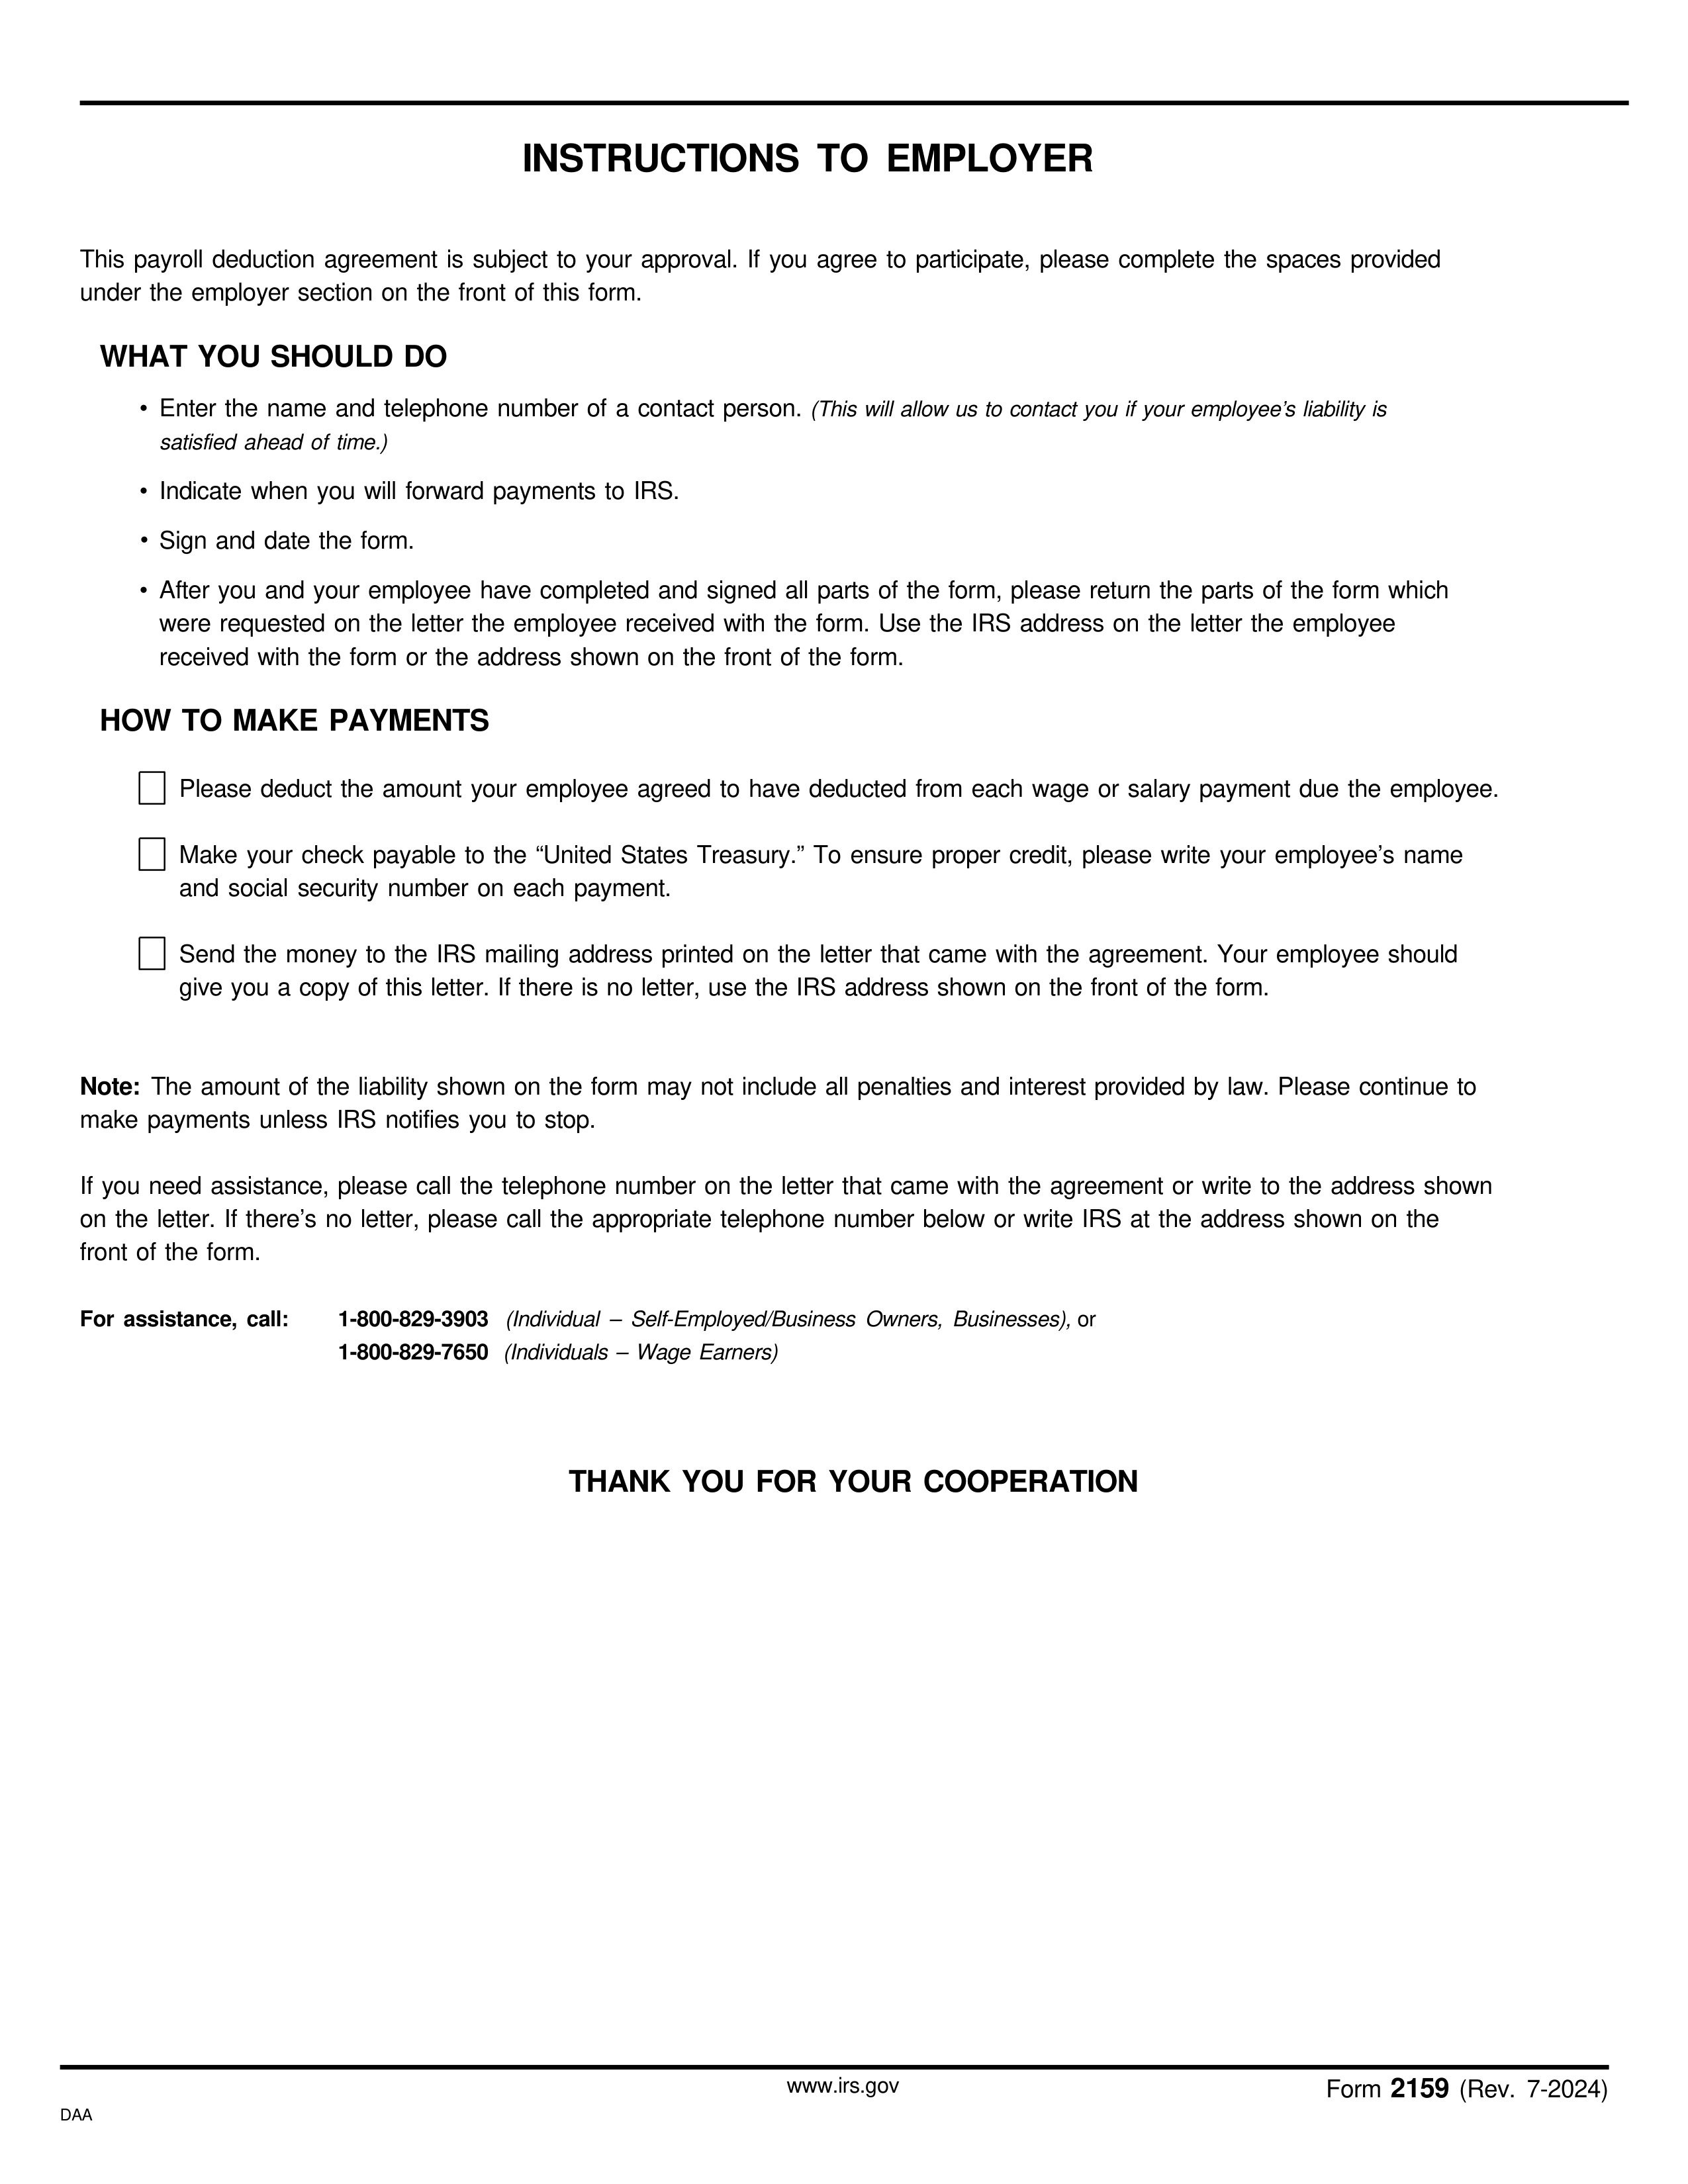 INSTRUCTIONS TO EMPLOYER
This payroll deduction agreement is subject to your approval. If you agree to participate, please complete the spaces provided
under the employer section on the front of this form.
WHAT YOU SHOULD DO
• Enter the name and telephone number of a contact person. (This will allow us to contact you if your employee’s liability is
satisfied ahead of time.)
• Indicate when you will forward payments to IRS.
• Sign and date the form.
• After you and your employee have completed and signed all parts of the form, please return the parts of the form which
were requested on the letter the employee received with the form. Use the IRS address on the letter the employee
received with the form or the address shown on the front of the form.
HOW TO MAKE PAYMENTS
Please deduct the amount your employee agreed to have deducted from each wage or salary payment due the employee.
Make your check payable to the “United States Treasury.” To ensure proper credit, please write your employee’s name
and social security number on each payment.
Send the money to the IRS mailing address printed on the letter that came with the agreement. Your employee should
give you a copy of this letter. If there is no letter, use the IRS address shown on the front of the form.
Note: The amount of the liability shown on the form may not include all penalties and interest provided by law. Please continue to
make payments unless IRS notifies you to stop.
If you need assistance, please call the telephone number on the letter that came with the agreement or write to the address shown
on the letter. If there’s no letter, please call the appropriate telephone number below or write IRS at the address shown on the
front of the form.
For assistance, call: 1-800-829-3903 (Individual – Self-Employed/Business Owners, Businesses), or
1-800-829-7650 (Individuals – Wage Earners)
THANK YOU FOR YOUR COOPERATION
www.irs.gov Form 2159 (Rev. 7-2024)
DAA